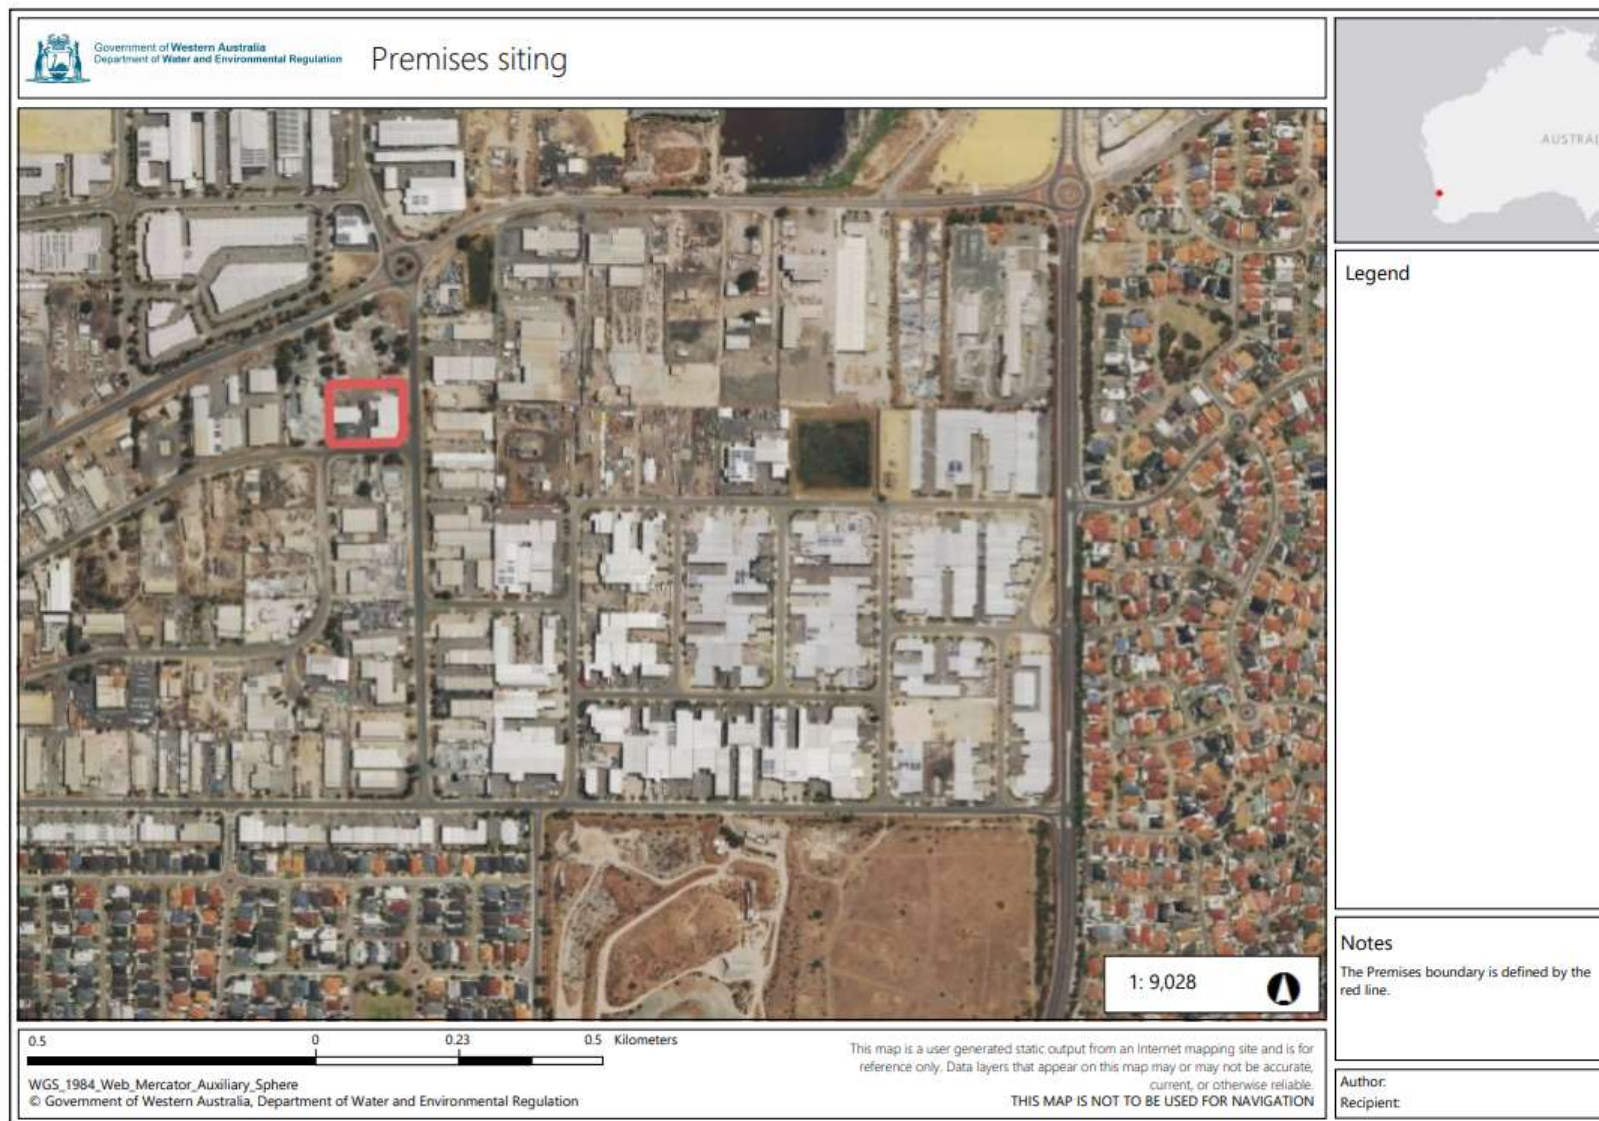 Government of Western Australia
Department of Water and Environmental Regulation
Premises siting
AUSTRAL
Legend
1: 9,028
Notes
The Premises boundary is defined by the
red line.
0.5 0 0.23 0.5 Kilometers
WGS_1984_Web_Mercator_Auxiliary_Sphere
© Government of Western Australia, Department of Water and Environmental Regulation
This map is a user generated static output from an Internet mapping site and is for
reference only. Data layers that appear on this map may or may not be accurate,
current, or otherwise reliable.
THIS MAP IS NOT TO BE USED FOR NAVIGATION
Author:
Recipient: